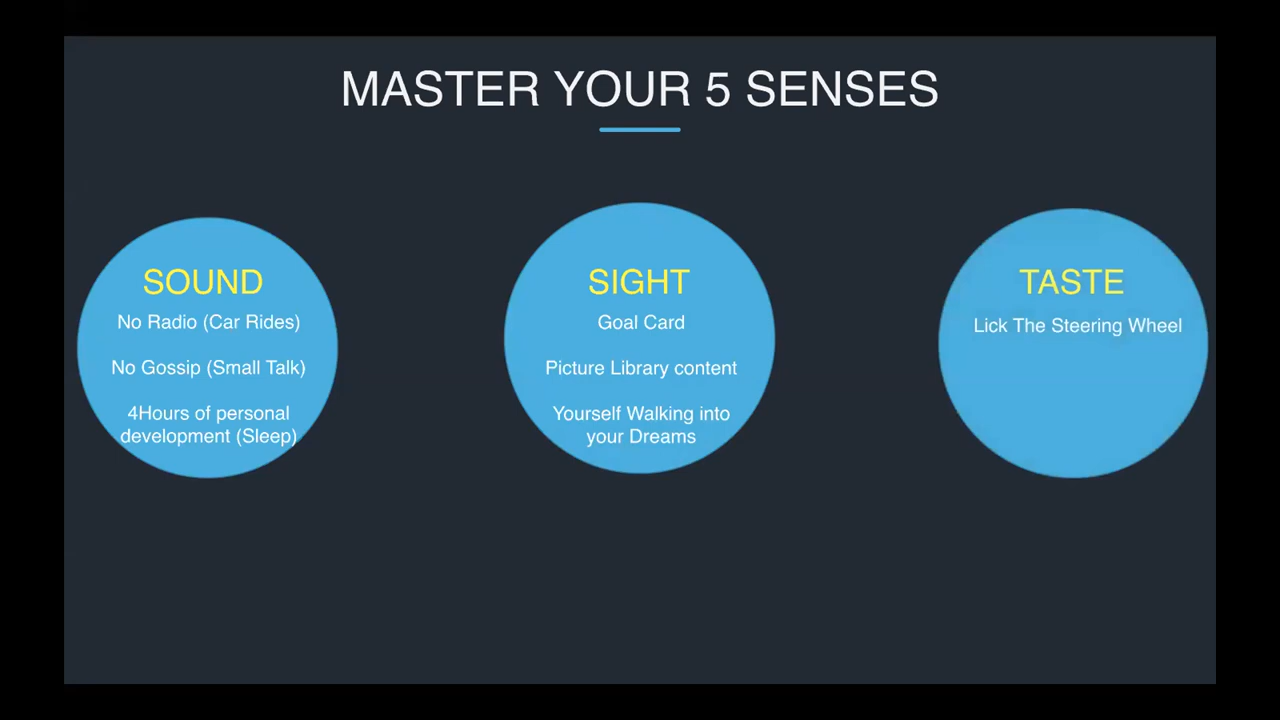 MASTER YOUR 5 SENSES
SOUND
No Radio (Car Rides)
No Gossip (Small Talk)
4Hours of personal
development (Sleep)
SIGHT
Goal Card
Picture Library content
Yourself Walking into
your Dreams
TASTE
Lick The Steering Wheel